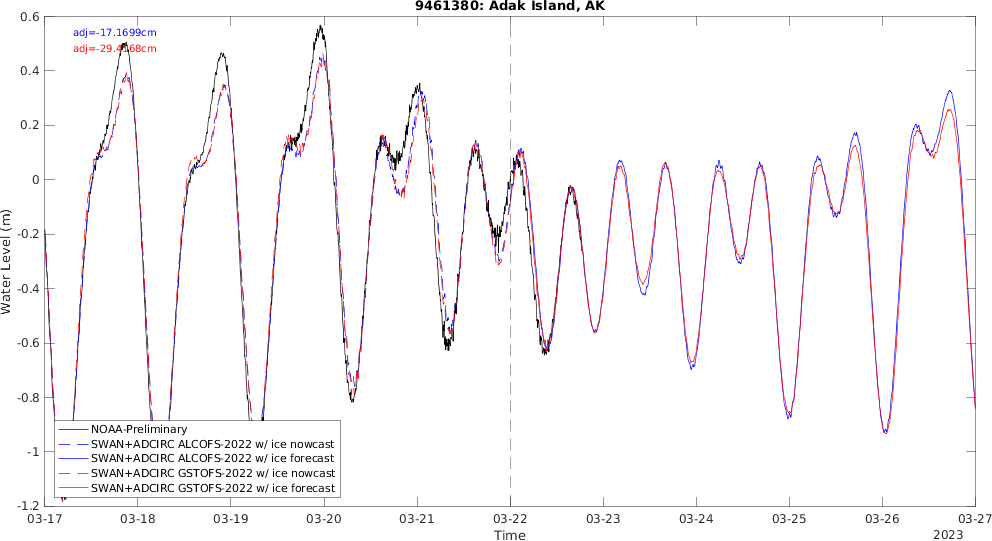 9461380: Adak Island, AK
adj=-17.1699cm
0.6
0.4
0.2
0
-0.2
-0.4
-0.6
-0.8
-1
-1.2
Water Level (m)
NOAA-Preliminary
SWAN+ADCIRC ALCOFS-2022 w/ ice nowcast
SWAN+ADCIRC ALCOFS-2022 w/ ice forecast
SWAN+ADCIRC GSTOFS-2022 w/ ice nowcast
SWAN+ADCIRC GSTOFS-2022 w/ ice forecast
03-17 03-18 03-19 03-20 03-21 03-22 03-23 03-24 03-25 03-26 03-27
Time
2023